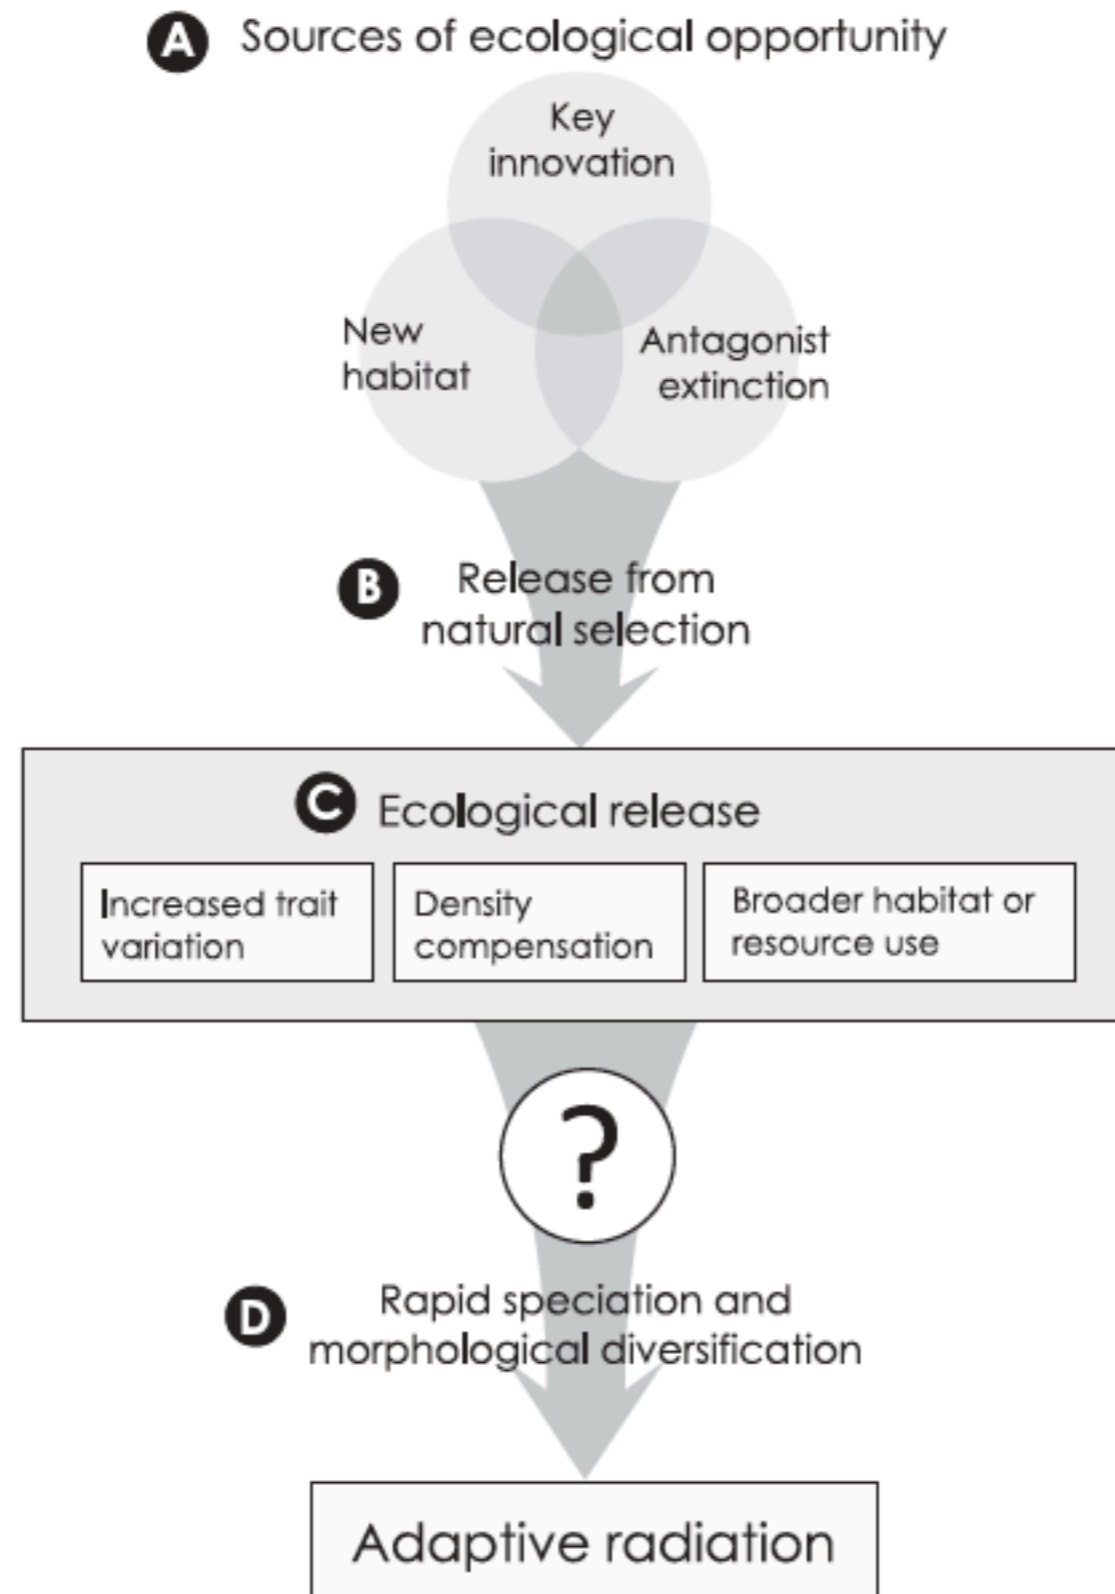 A Sources of ecological opportunity
Key
innovation
New
habitat
Antagonist
extinction
B Release from
natural selection
C Ecological release
Increased trait
variation
Density
compensation
Broader habitat or
resource use
?
D Rapid speciation and
morphological diversification
Adaptive radiation